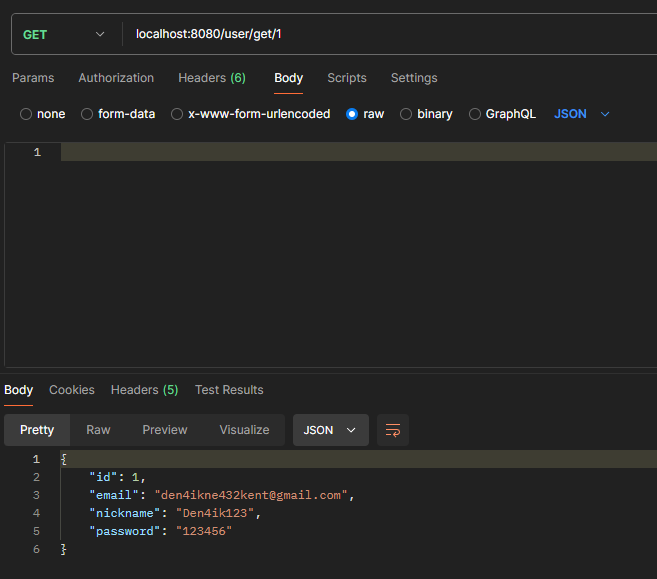 GET localhost:8080/user/get/1
Params Authorization Headers (6) Body Scripts Settings
none form-data x-www-form-urlencoded raw binary GraphQL JSON
1
Body Cookies Headers (5) Test Results
Pretty Raw Preview Visualize JSON
1 {
2 "id": 1,
3 "email": "den4ikne432kent@gmail.com",
4 "nickname": "Den4ik123",
5 "password": "123456"
6 }